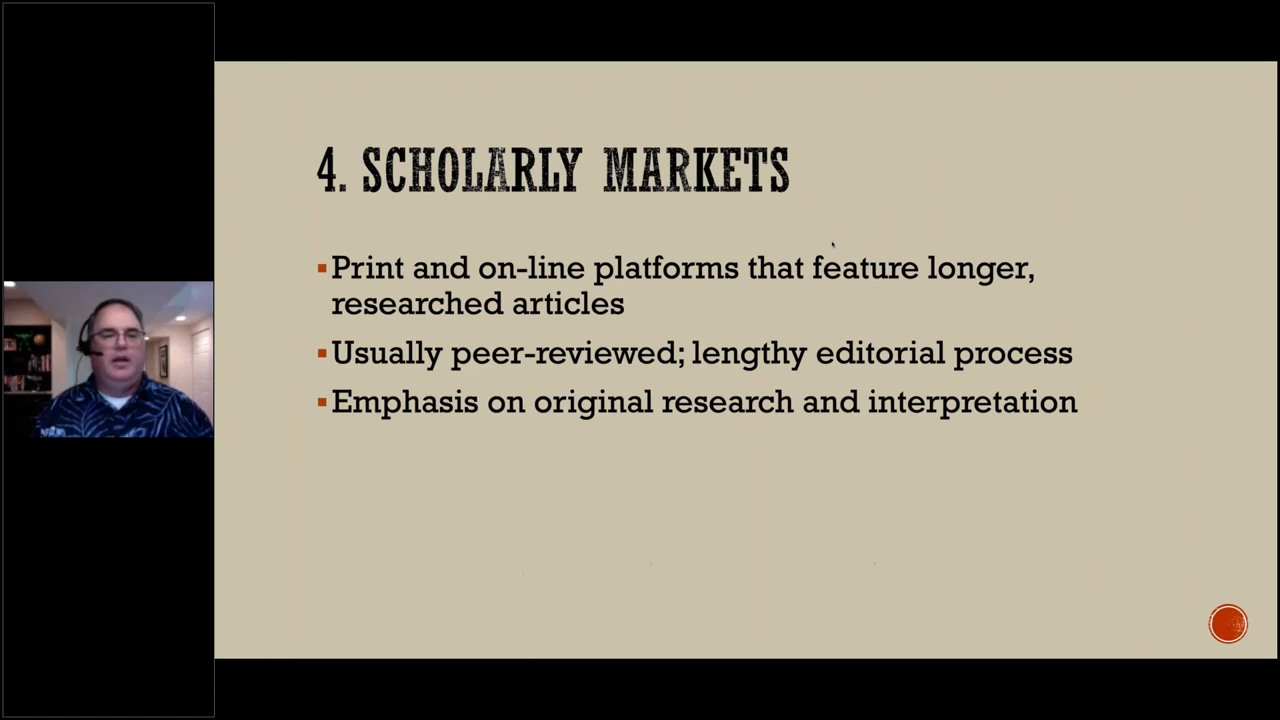 4. SCHOLARLY MARKETS
Print and on-line platforms that feature longer,
researched articles
Usually peer-reviewed; lengthy editorial process
Emphasis on original research and interpretation